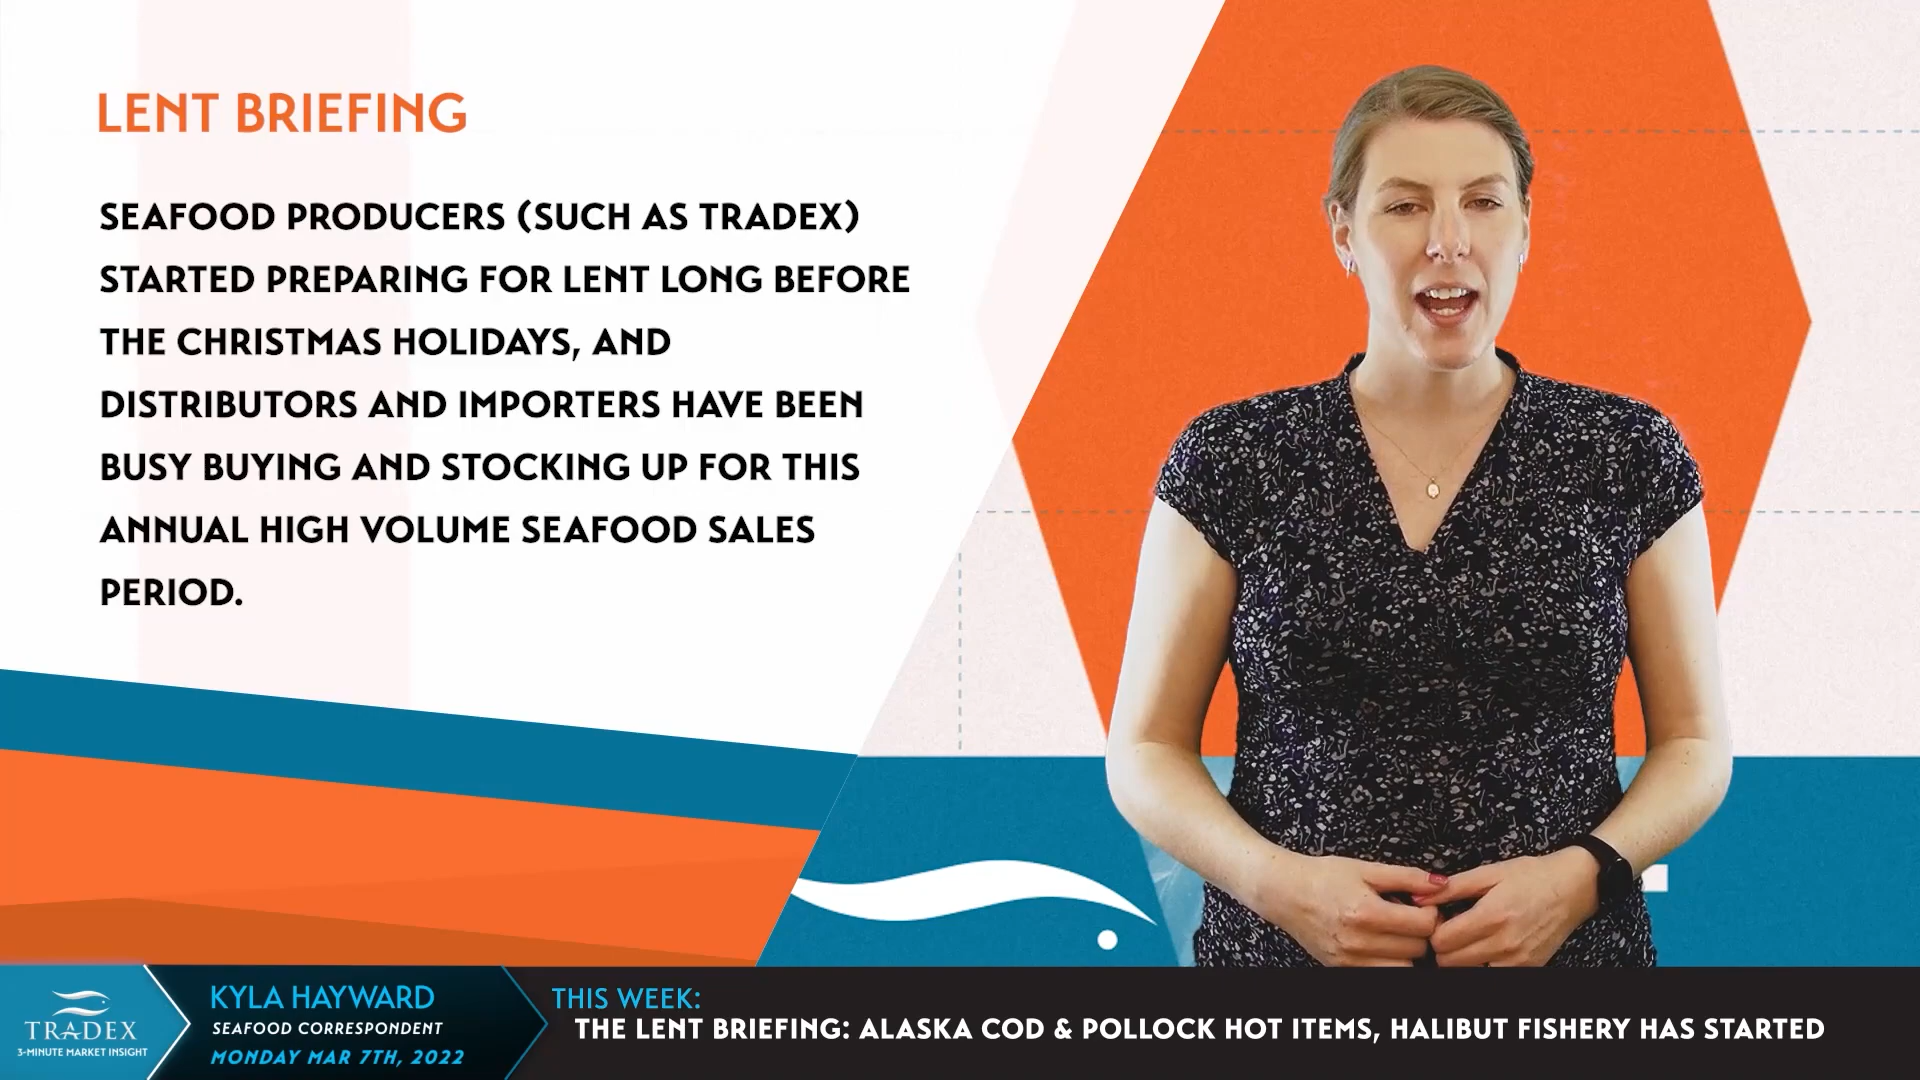 LENT BRIEFING
SEAFOOD PRODUCERS (SUCH AS TRADEX)
STARTED PREPARING FOR LENT LONG BEFORE
THE CHRISTMAS HOLIDAYS, AND
DISTRIBUTORS AND IMPORTERS HAVE BEEN
BUSY BUYING AND STOCKING UP FOR THIS
ANNUAL HIGH VOLUME SEAFOOD SALES
PERIOD.
TRADEX
3-MINUTE MARKET INSIGHT
KYLA HAYWARD
SEAFOOD CORRESPONDENT
MONDAY MAR 7TH, 2022
THIS WEEK:
THE LENT BRIEFING: ALASKA COD & POLLOCK HOT ITEMS, HALIBUT FISHERY HAS STARTED